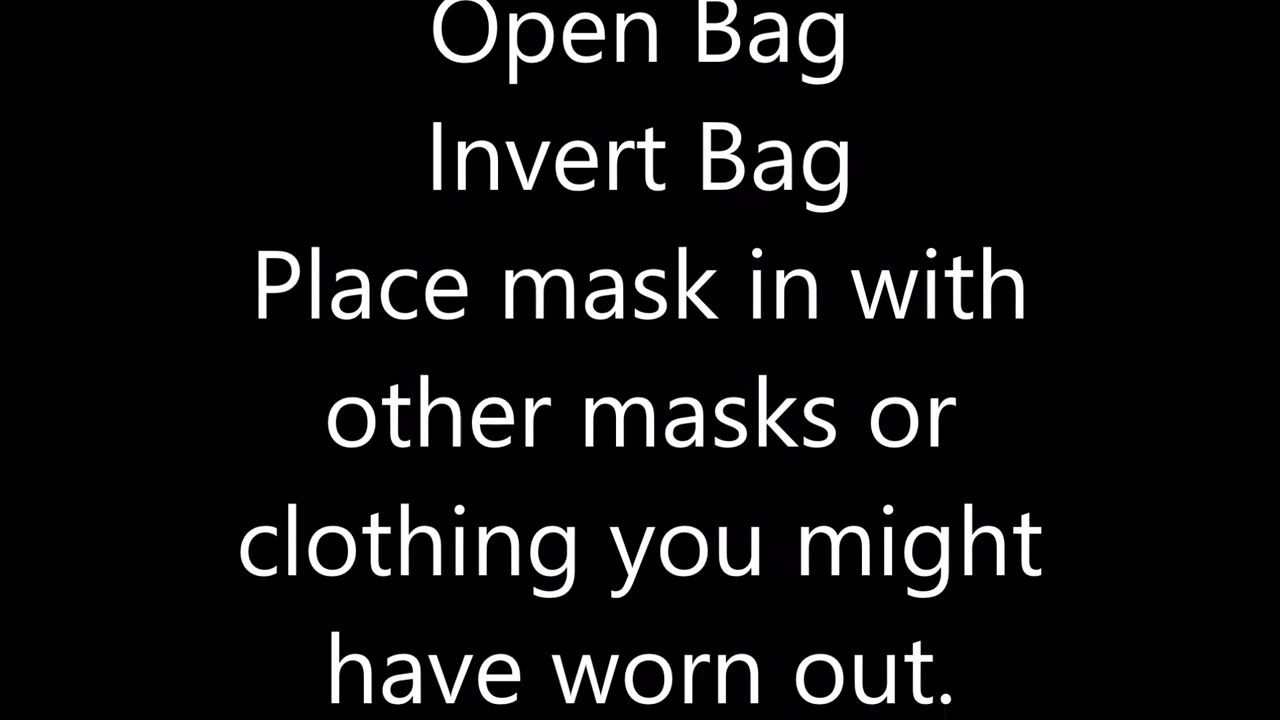 Open Bag
Invert Bag
Place mask in with
other masks or
clothing you might
have worn out.